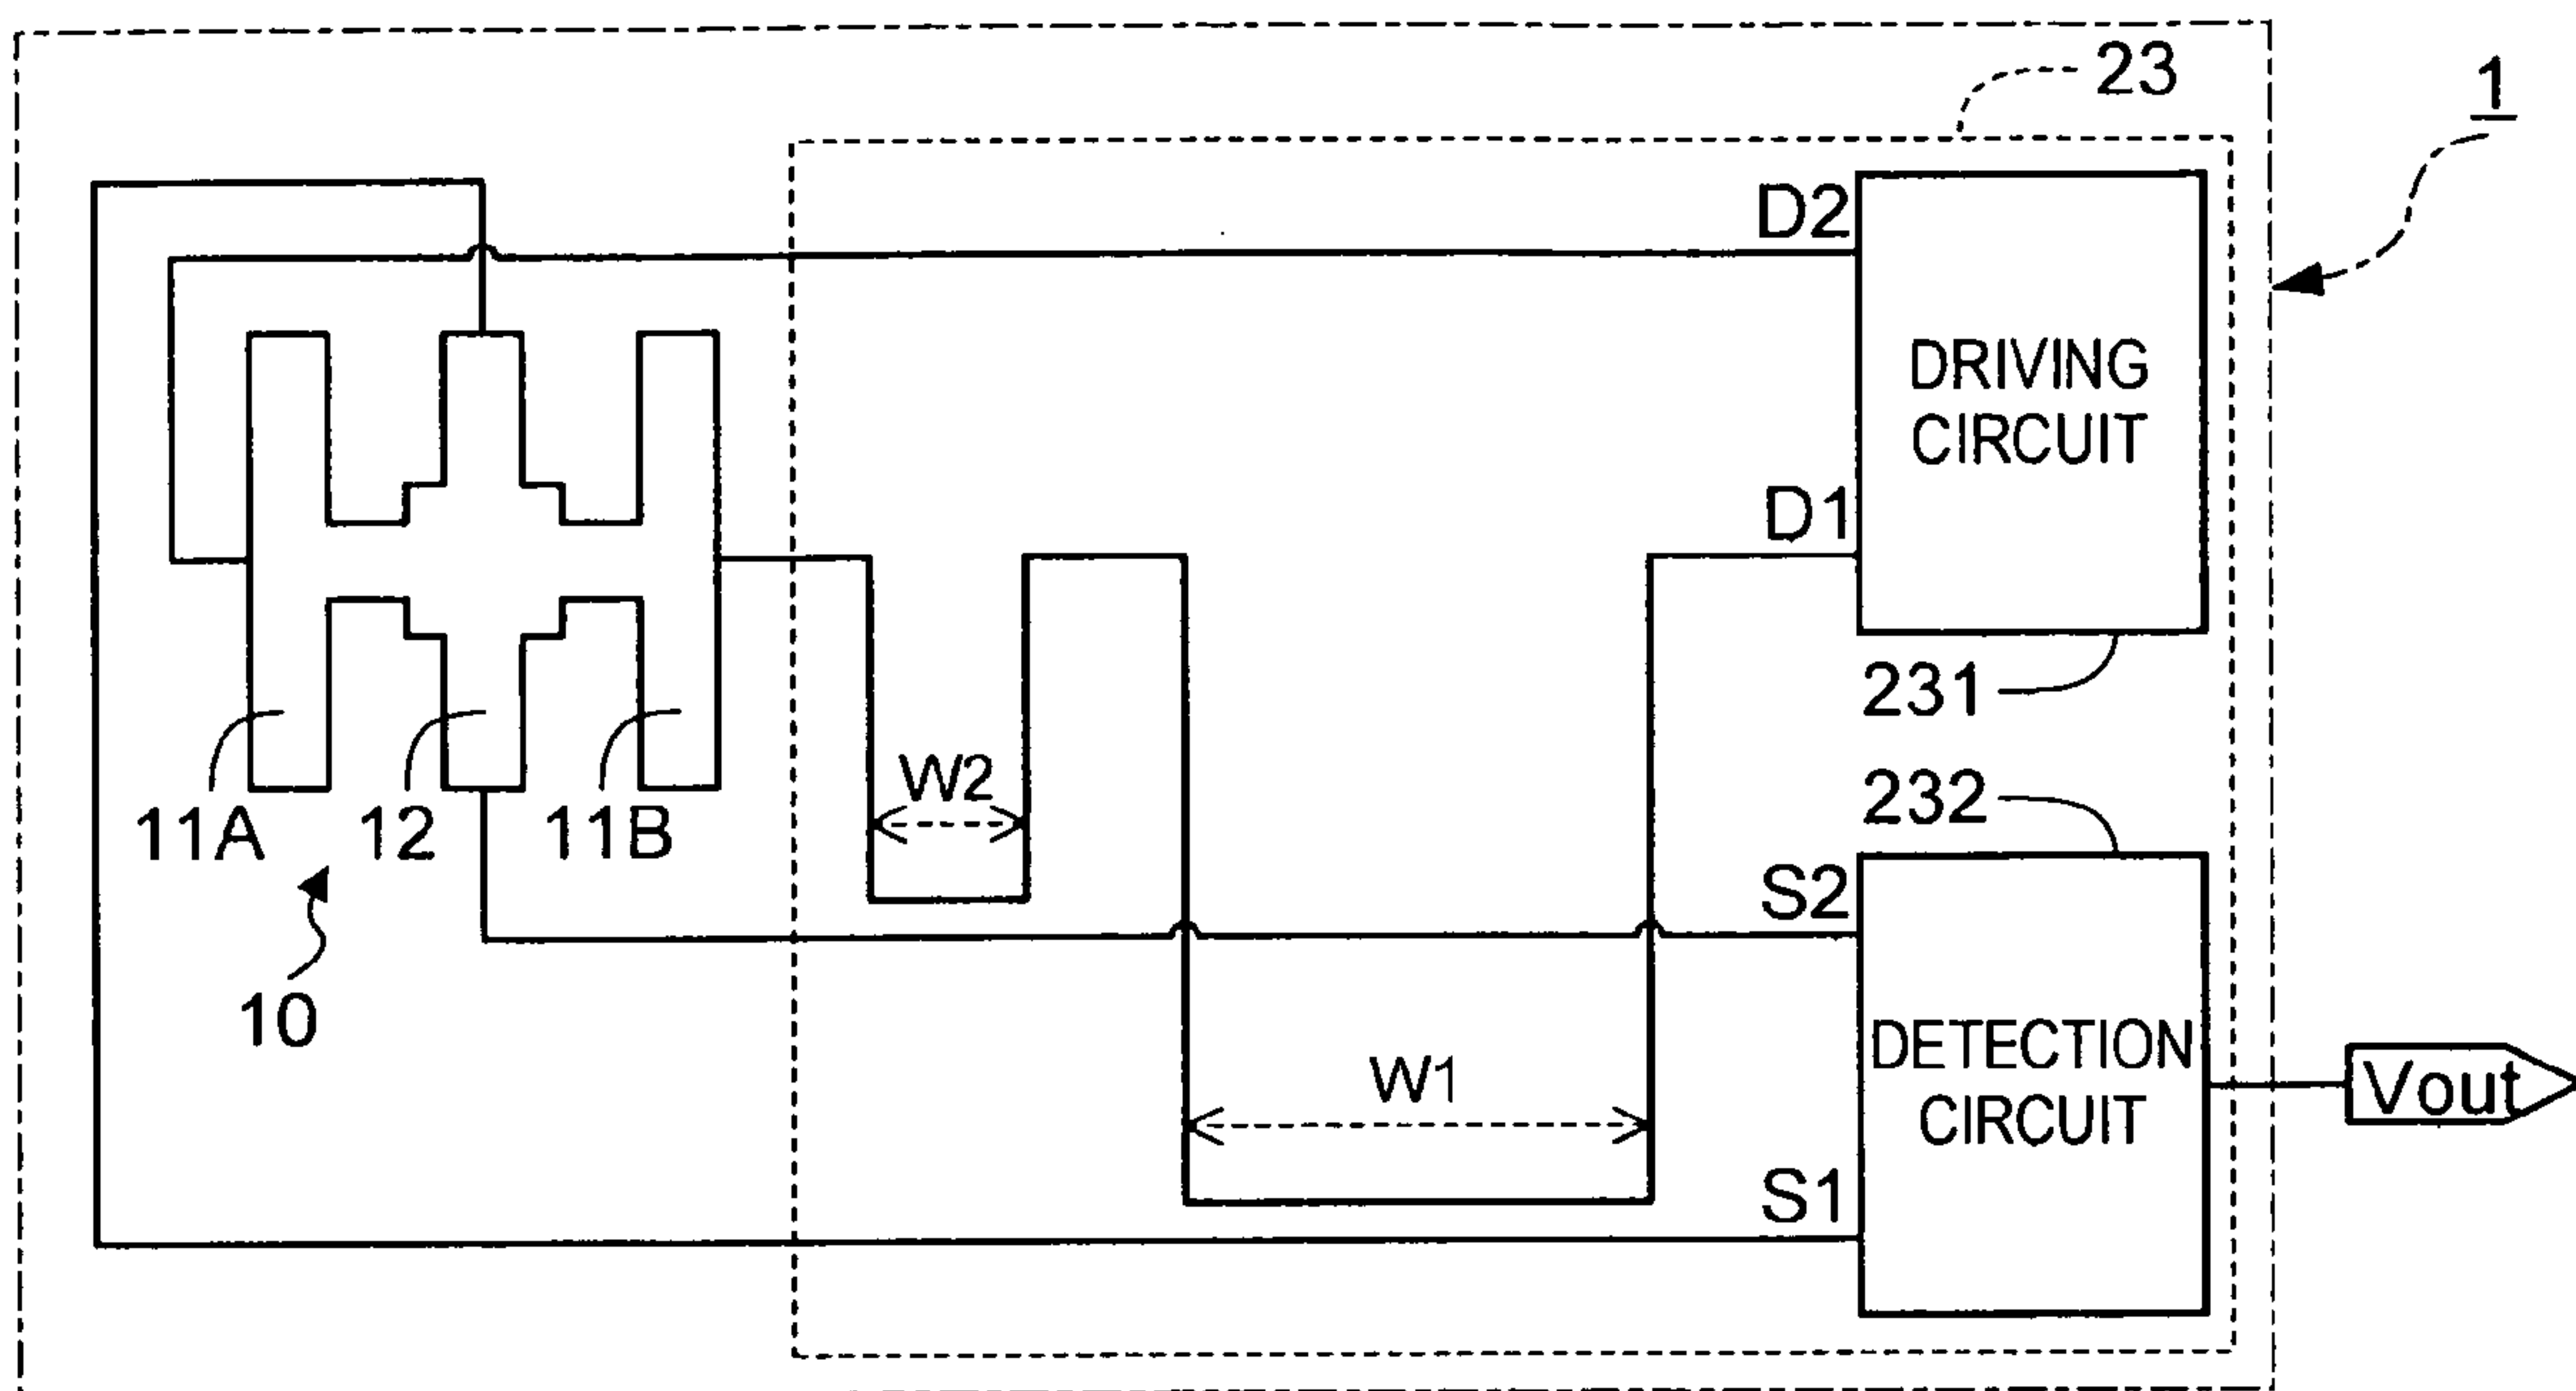 23
1
D2
DRIVING
CIRCUIT
D1
231
W2
232
11A
12
11B
S2
10
DETECTION
CIRCUIT
W1
Vout
S1